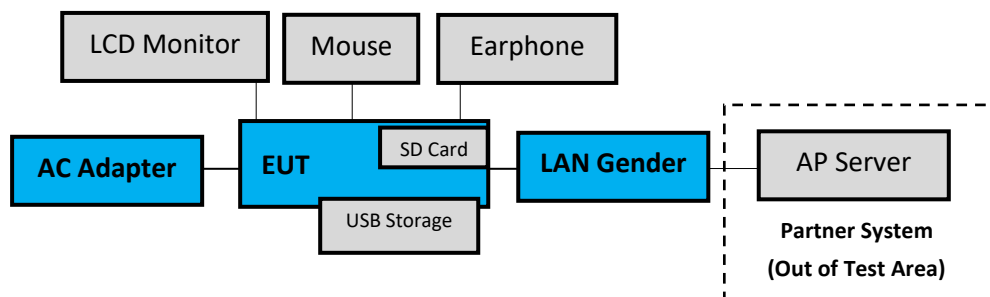 LCD Monitor
Mouse
Earphone
AC Adapter
EUT
SD Card
LAN Gender
AP Server
USB Storage
Partner System
(Out of Test Area)